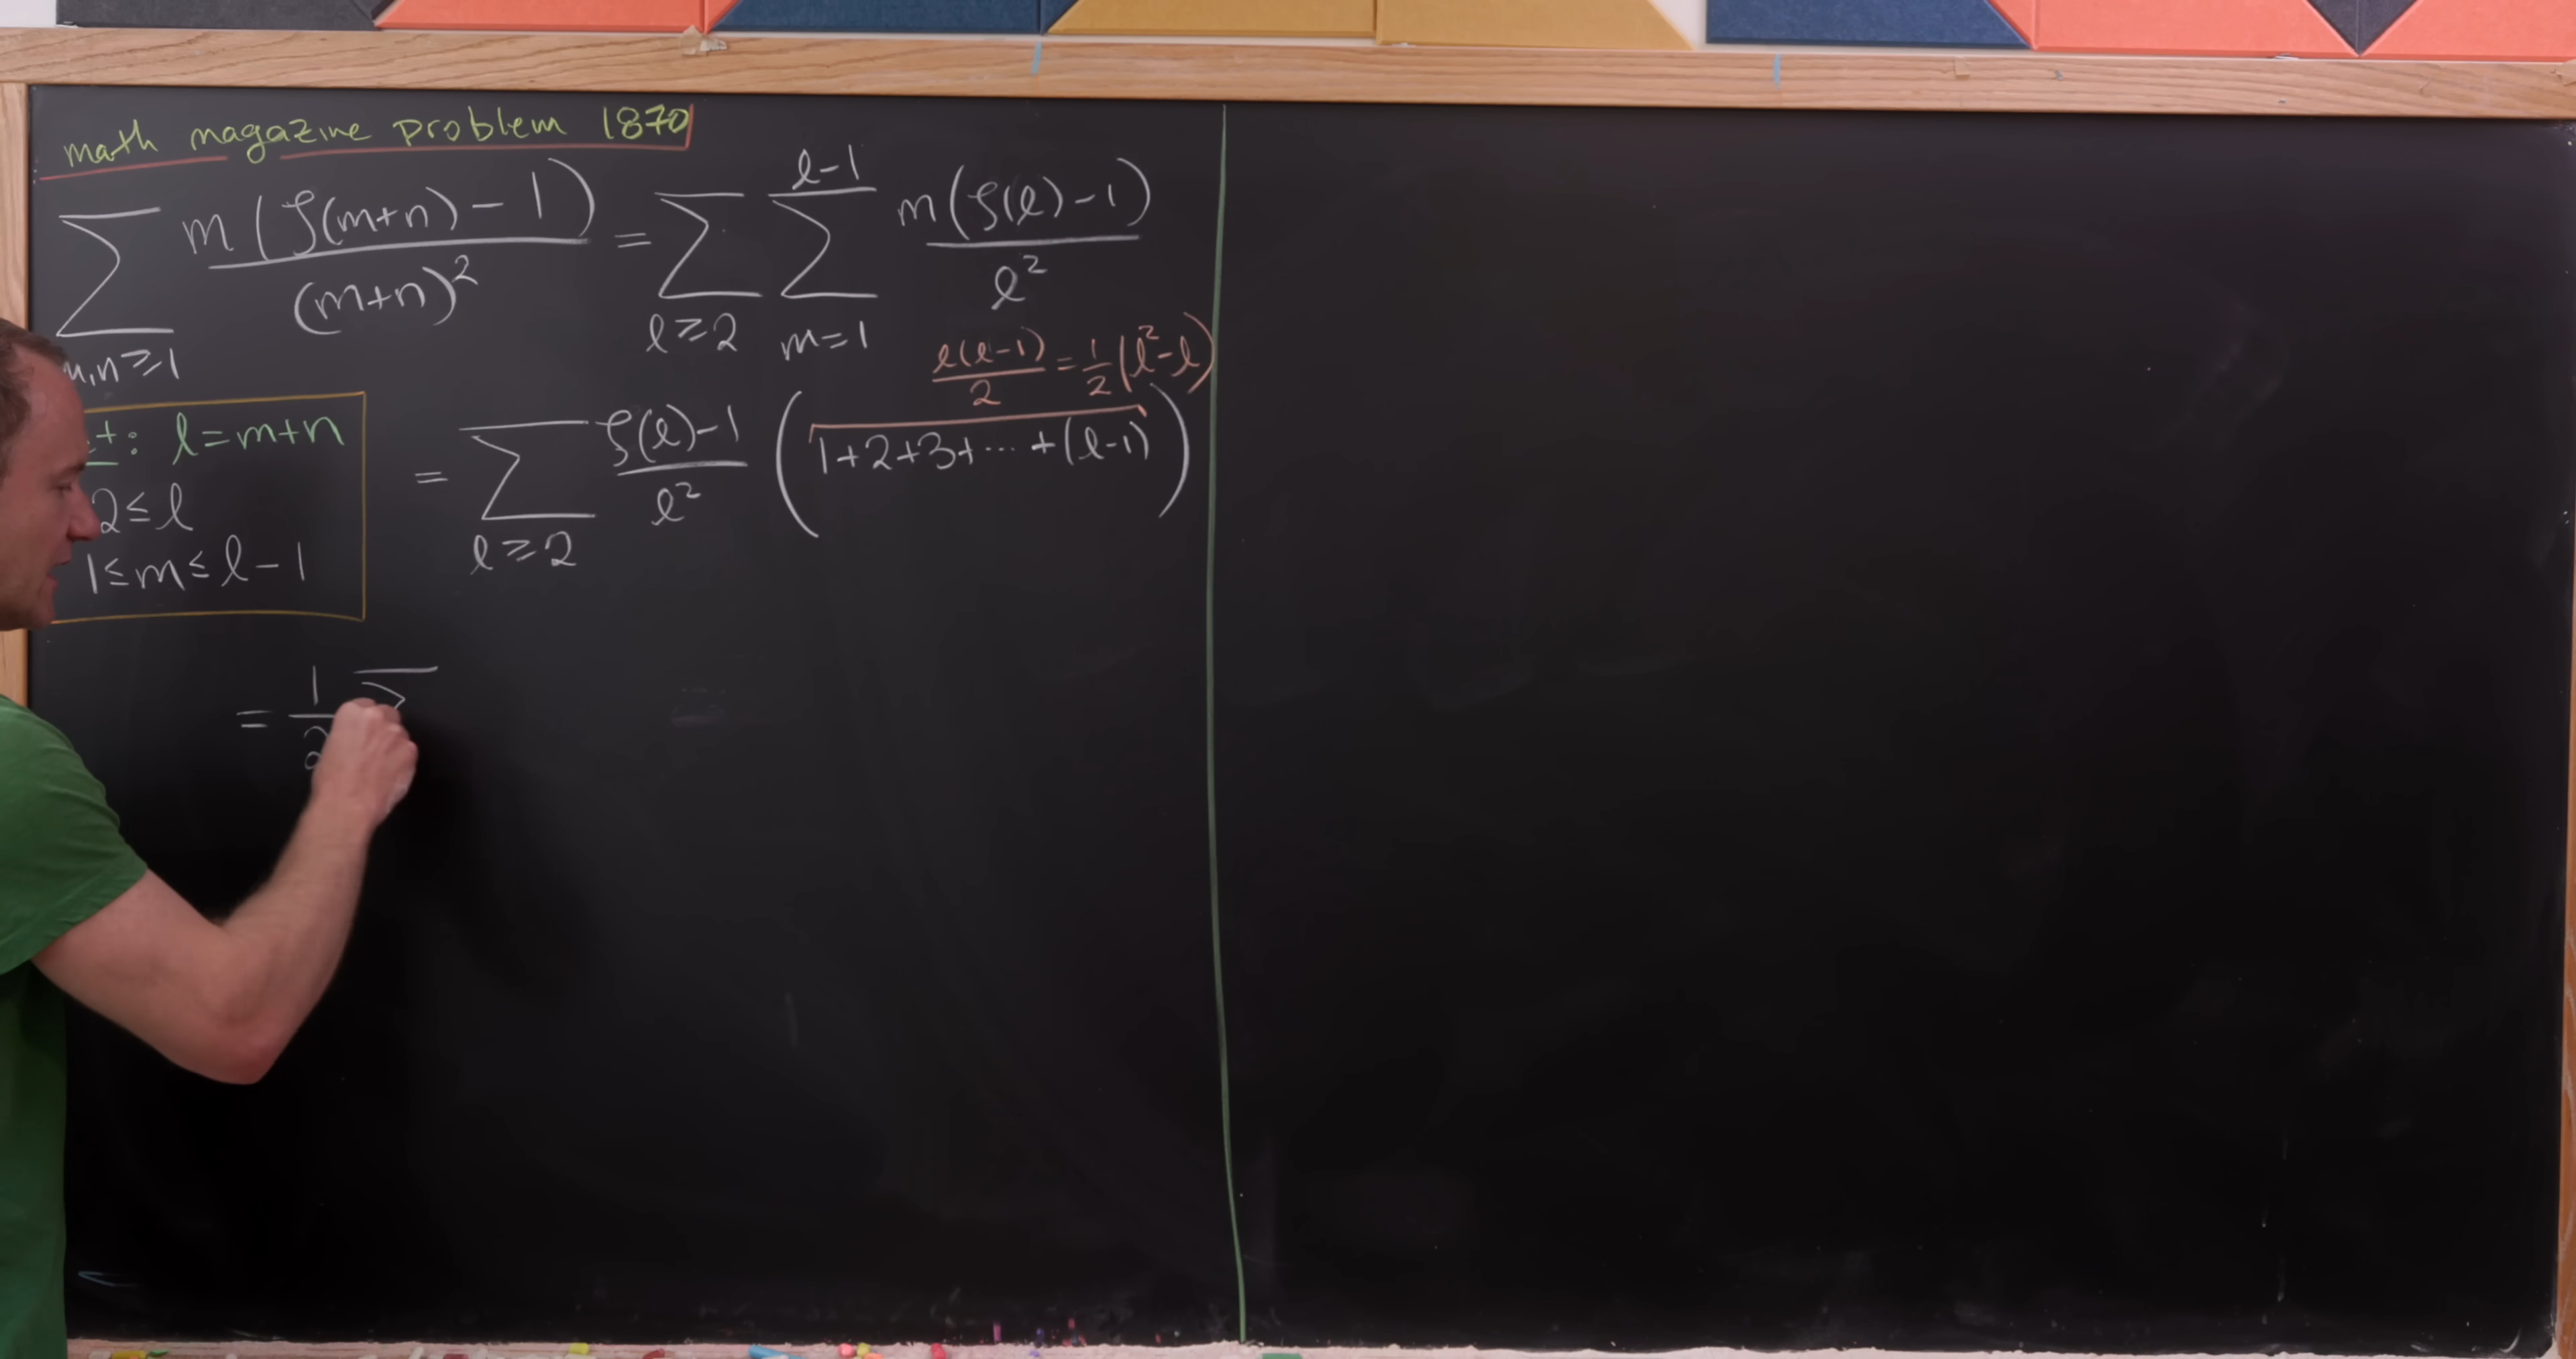 math magazine problem 1870
∑ m(ζ(m+n)-1) / (m+n)² = ∑ ∑ m(ζ(l)-1) / l²
l-1
m,n≥1 l≥2 m=1
l(l-1)/2 = 1/2 (l²-l)
: l=m+n
2≤l
1≤m≤l-1
= ∑ ζ(l)-1 / l² (1+2+3+⋯+(l-1))
l≥2
= 1/2 ∑